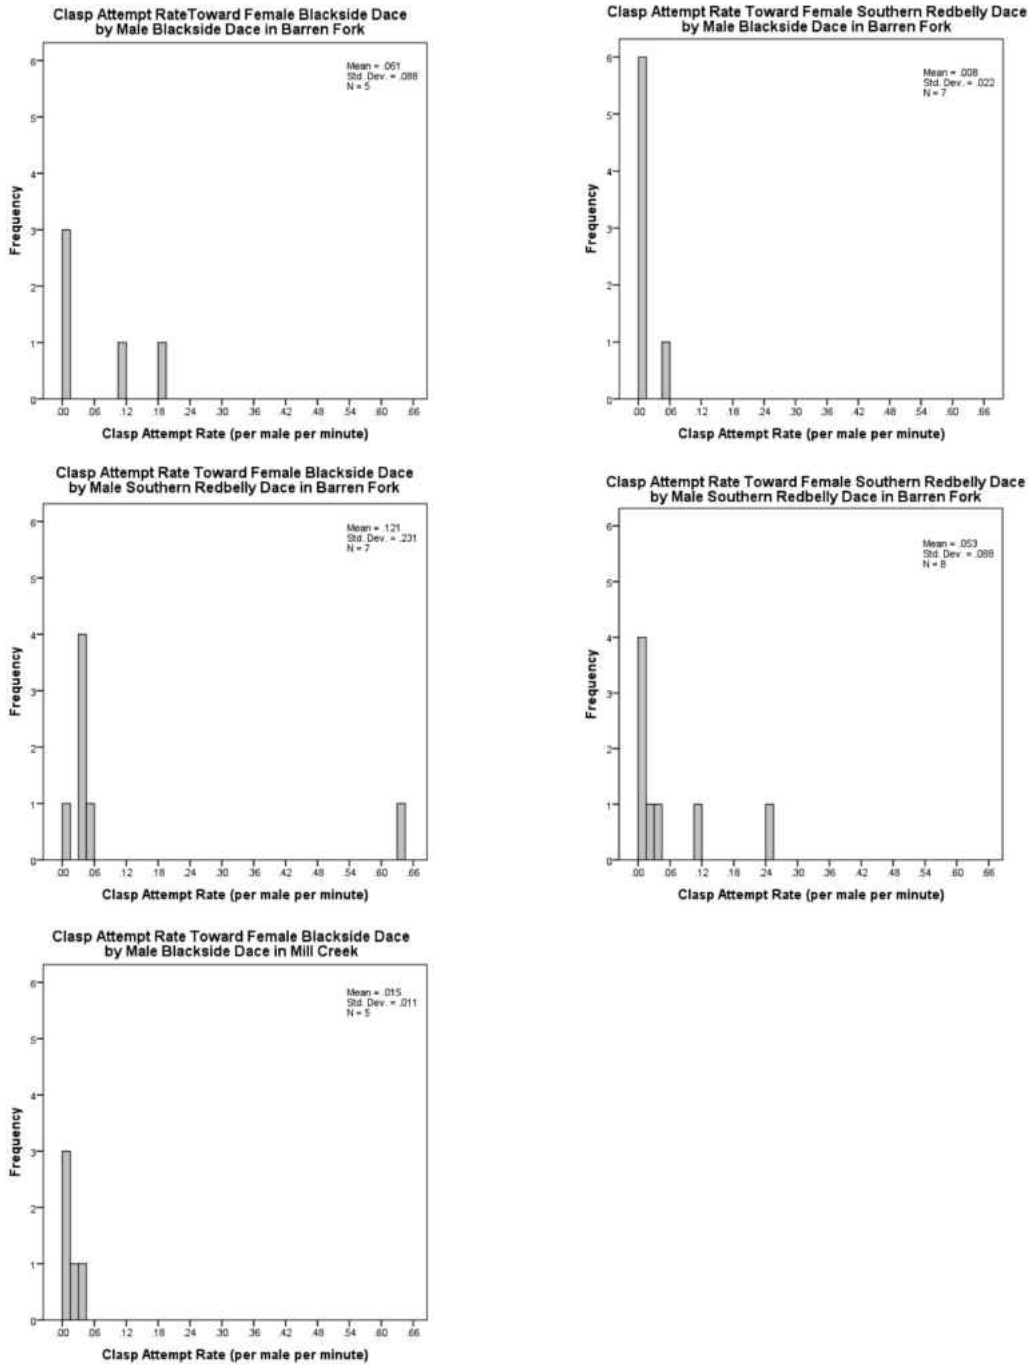 Clasp Attempt RateToward Female Blackside Dace
by Male Blackside Dace in Barren Fork
Mean = .061
Std. Dev. = .088
N = 5
Frequency
6
5
4
3
2
1
0
.00 .06 .12 .18 .24 .30 .36 .42 .48 .54 .60 .66
Clasp Attempt Rate (per male per minute)
Clasp Attempt Rate Toward Female Southern Redbelly Dace
by Male Blackside Dace in Barren Fork
Mean = .008
Std. Dev. = .022
N = 7
Frequency
6
5
4
3
2
1
0
.00 .06 .12 .18 .24 .30 .36 .42 .48 .54 .60 .66
Clasp Attempt Rate (per male per minute)
Clasp Attempt Rate Toward Female Blackside Dace
by Male Southern Redbelly Dace in Barren Fork
Mean = .121
Std. Dev. = .231
N = 7
Frequency
6
5
4
3
2
1
0
.00 .06 .12 .18 .24 .30 .36 .42 .48 .54 .60 .66
Clasp Attempt Rate (per male per minute)
Clasp Attempt Rate Toward Female Southern Redbelly Dace
by Male Southern Redbelly Dace in Barren Fork
Mean = .053
Std. Dev. = .088
N = 8
Frequency
6
5
4
3
2
1
0
.00 .06 .12 .18 .24 .30 .36 .42 .48 .54 .60 .66
Clasp Attempt Rate (per male per minute)
Clasp Attempt Rate Toward Female Blackside Dace
by Male Blackside Dace in Mill Creek
Mean = .015
Std. Dev. = .011
N = 5
Frequency
6
5
4
3
2
1
0
.00 .06 .12 .18 .24 .30 .36 .42 .48 .54 .60 .66
Clasp Attempt Rate (per male per minute)